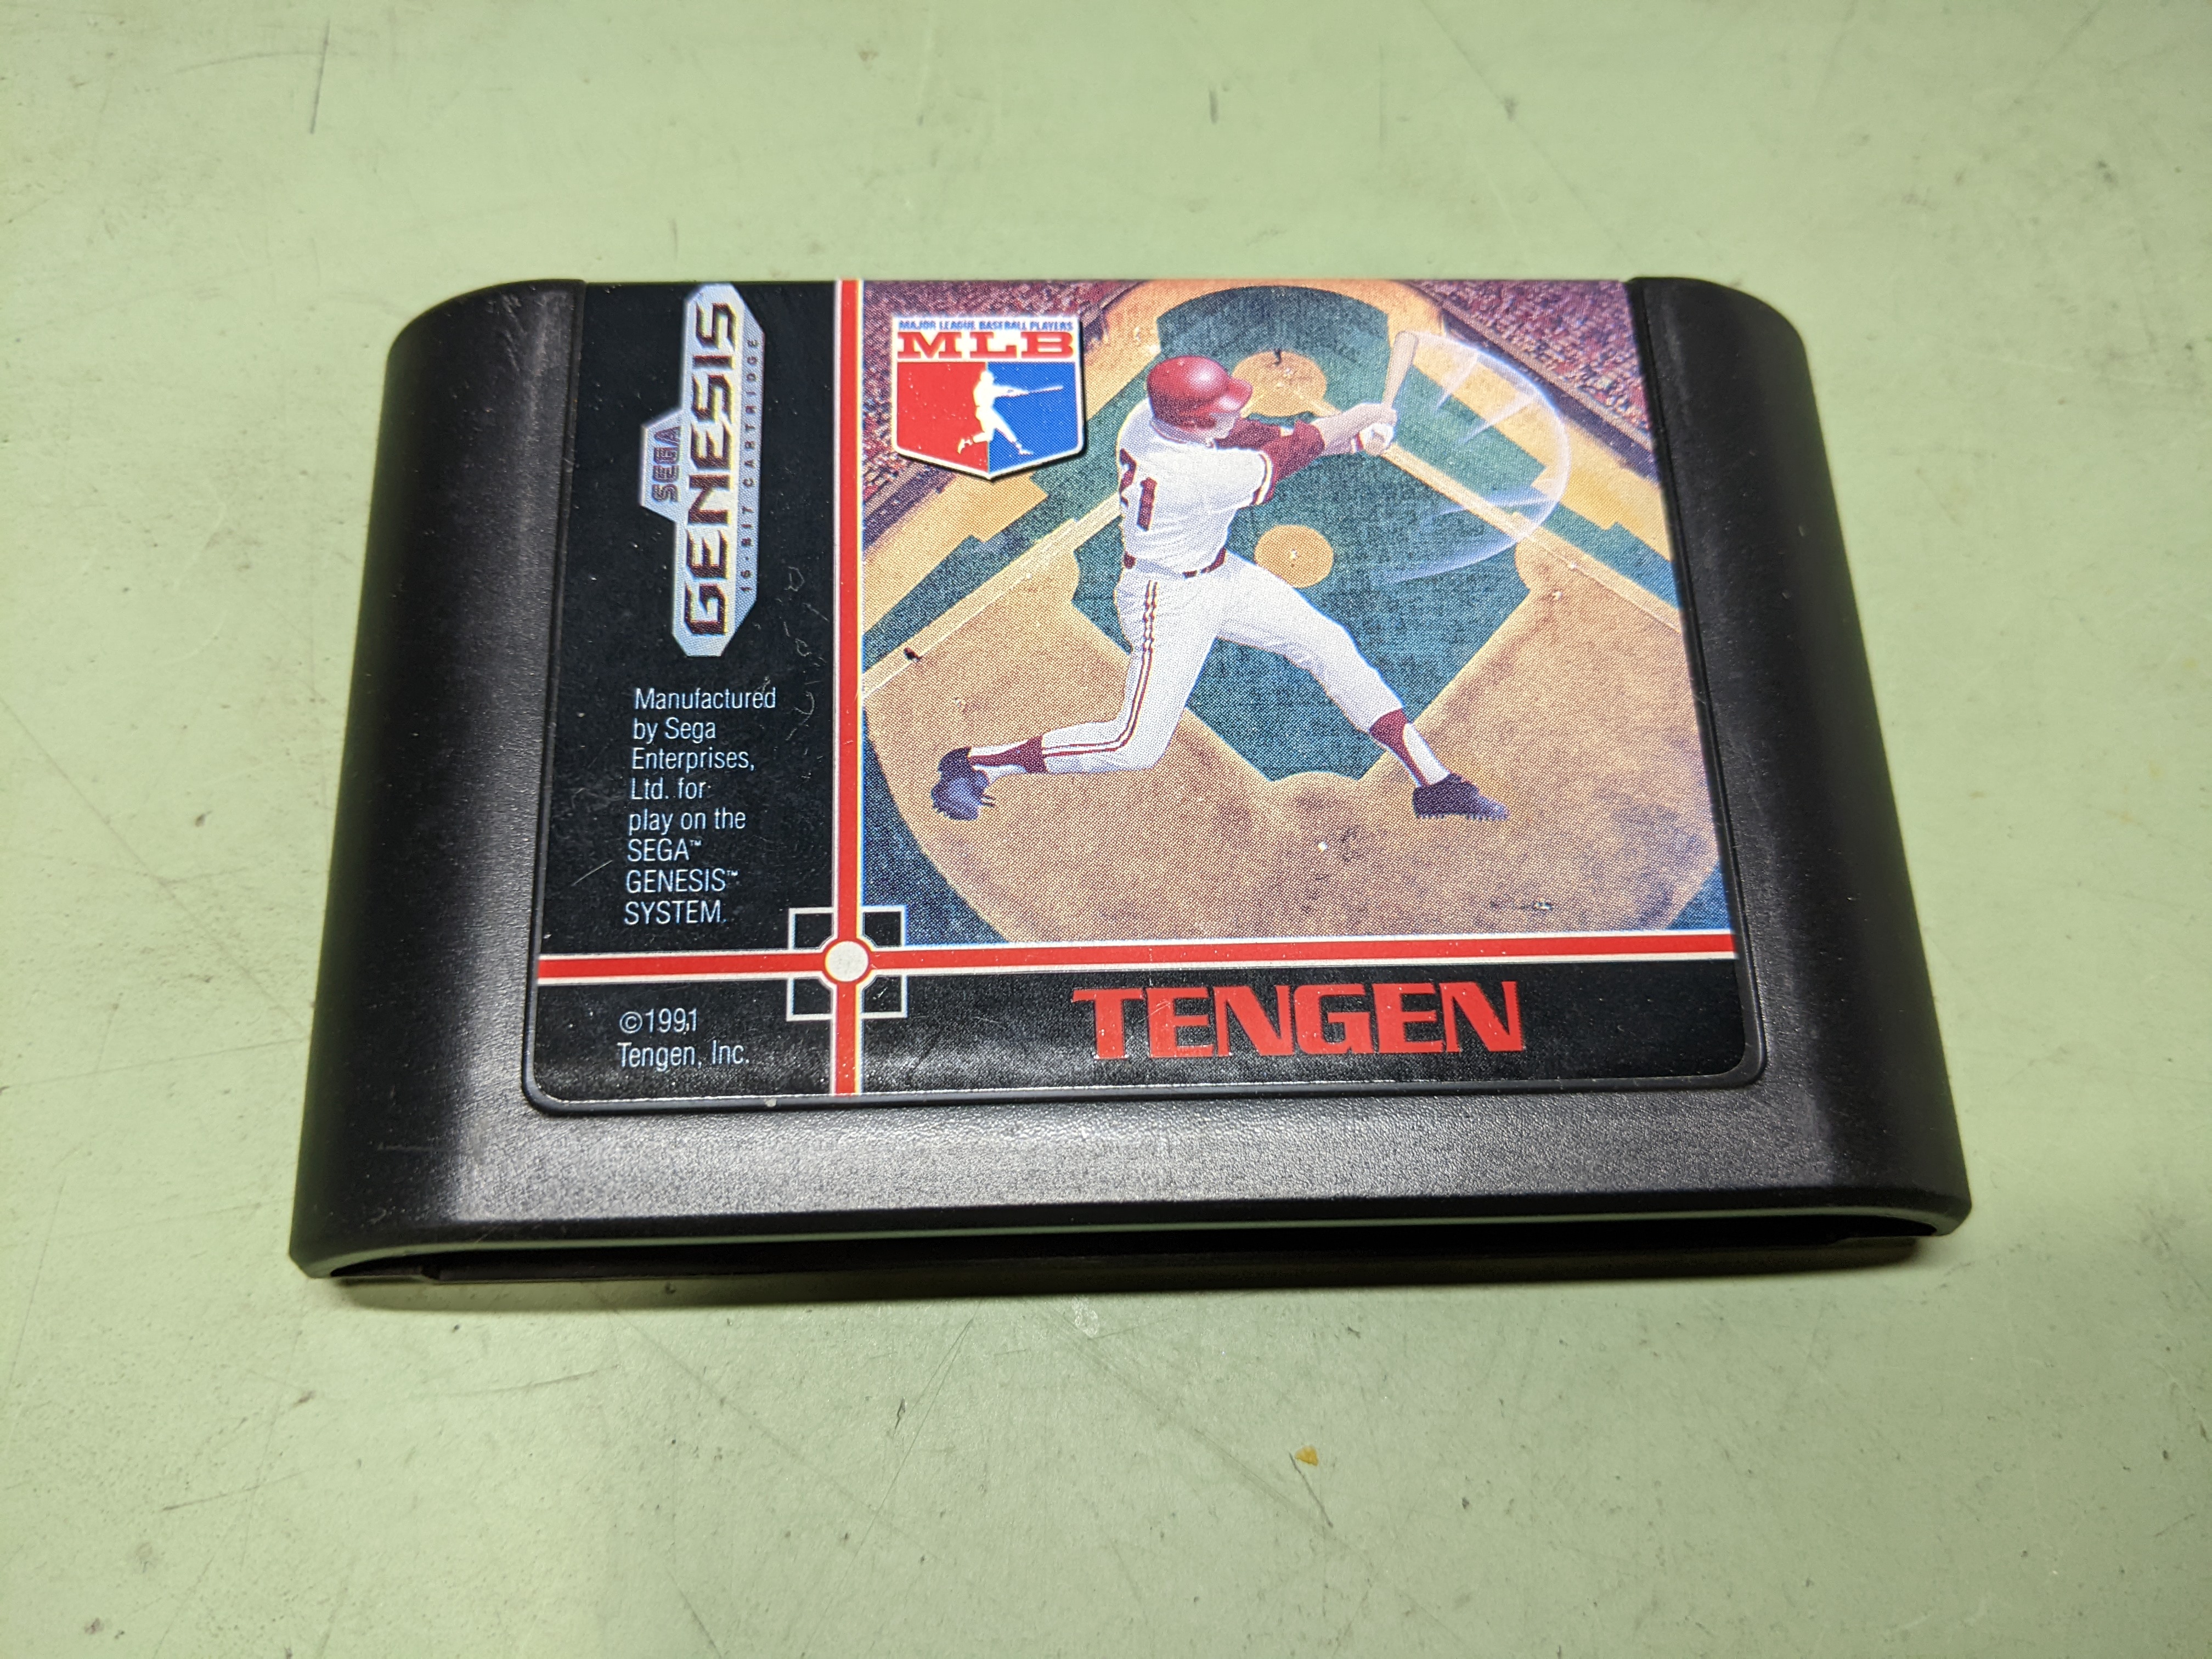 SEGA
GENESIS
16-BIT CARTRIDGE
MAJOR LEAGUE BASEBALL PLAYERS
MLB
21
Manufactured
by Sega
Enterprises,
Ltd. for
play on the
SEGA™
GENESIS™
SYSTEM.
©1991
Tengen, Inc.
TENGEN